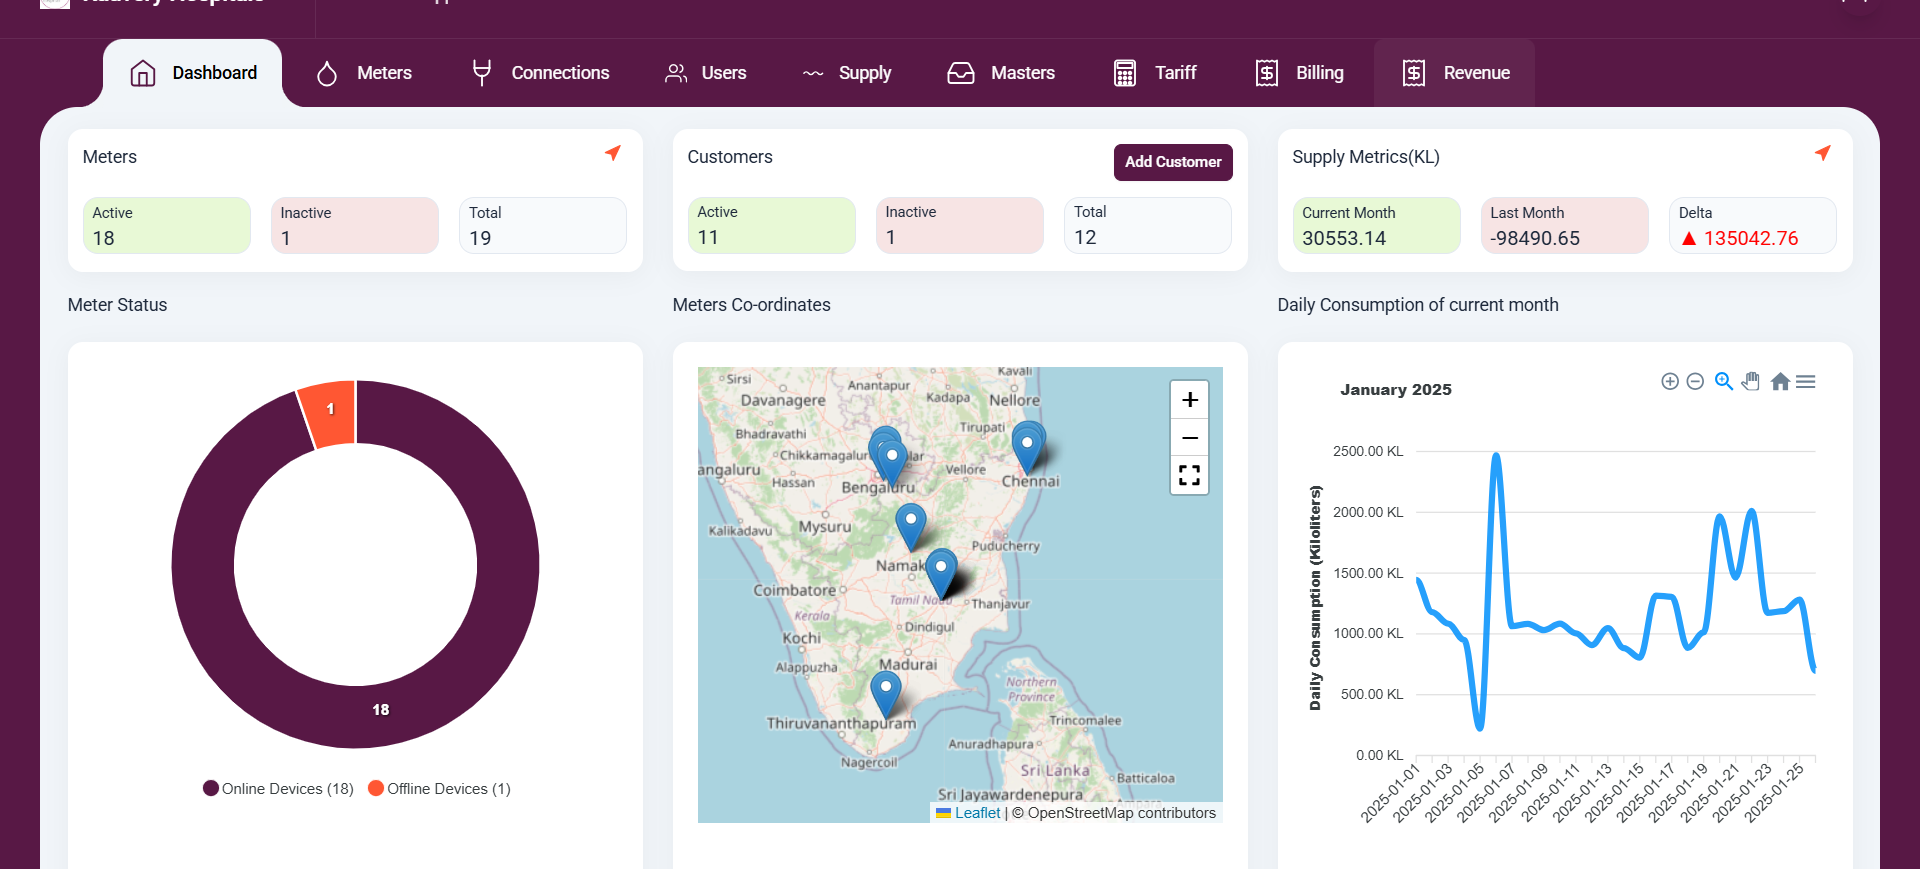 Dashboard
Meters
Connections
Users
Supply
Masters
Tariff
Billing
Revenue
Meters
Active
18
Inactive
1
Total
19
Customers
Add Customer
Active
11
Inactive
1
Total
12
Supply Metrics(KL)
Current Month
30553.14
Last Month
-98490.65
Delta
▲ 135042.76
Meter Status
1
18
Online Devices (18)
Offline Devices (1)
Meters Co-ordinates
Kavali
Sirsi
Anantapur
Davanagere
Kadapa
Nellore
Bhadravathi
Tirupati
Chikkamagalur
lar
angaluru
Vellore
Hassan
Bengaluru
Chennai
Kalikadavu
Mysuru
Puducherry
Namak
Coimbatore
Tamil Nadu
Thanjavur
Kerala
Dindigul
Kochi
Alappuzha
Madurai
Northern
Province
Thiruvananthapuram
Trincomalee
Anuradhapura
Nagercoil
Sri Lanka
Batticaloa
Sri Jayawardenepura
+
−
Leaflet | © OpenStreetMap contributors
Daily Consumption of current month
January 2025
Daily Consumption (Kiloliters)
2500.00 KL
2000.00 KL
1500.00 KL
1000.00 KL
500.00 KL
0.00 KL
2025-01-01
2025-01-03
2025-01-05
2025-01-07
2025-01-09
2025-01-11
2025-01-13
2025-01-15
2025-01-17
2025-01-19
2025-01-21
2025-01-23
2025-01-25